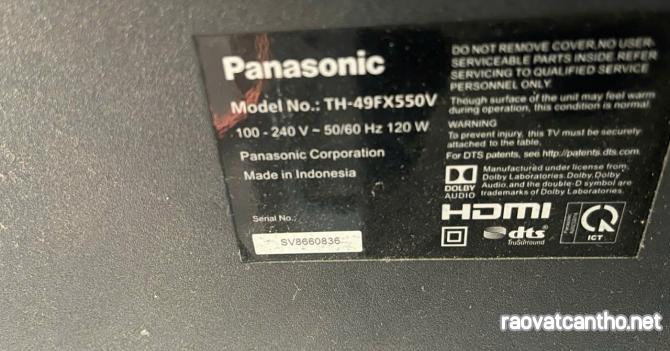 Panasonic
Model No.: TH-49FX550V
100 - 240 V ~ 50/60 Hz 120 W
Panasonic Corporation
Made in Indonesia
Serial No.:
SV8660836
DO NOT REMOVE COVER, NO USER-
SERVICEABLE PARTS INSIDE. REFER
SERVICING TO QUALIFIED SERVICE
PERSONNEL ONLY.
Though surface of the unit may feel warm
during operation, this condition is normal.
WARNING
To prevent injury, this TV must be securely
attached to the table.
For DTS patents, see http://patents.dts.com.
DOLBY
AUDIO
Manufactured under license from
Dolby Laboratories. Dolby, Dolby
Audio, and the double-D symbol are
trademarks of Dolby Laboratories.
HDMI
dts
TruSurround
Panasonic
ICT
raovatcantho.net